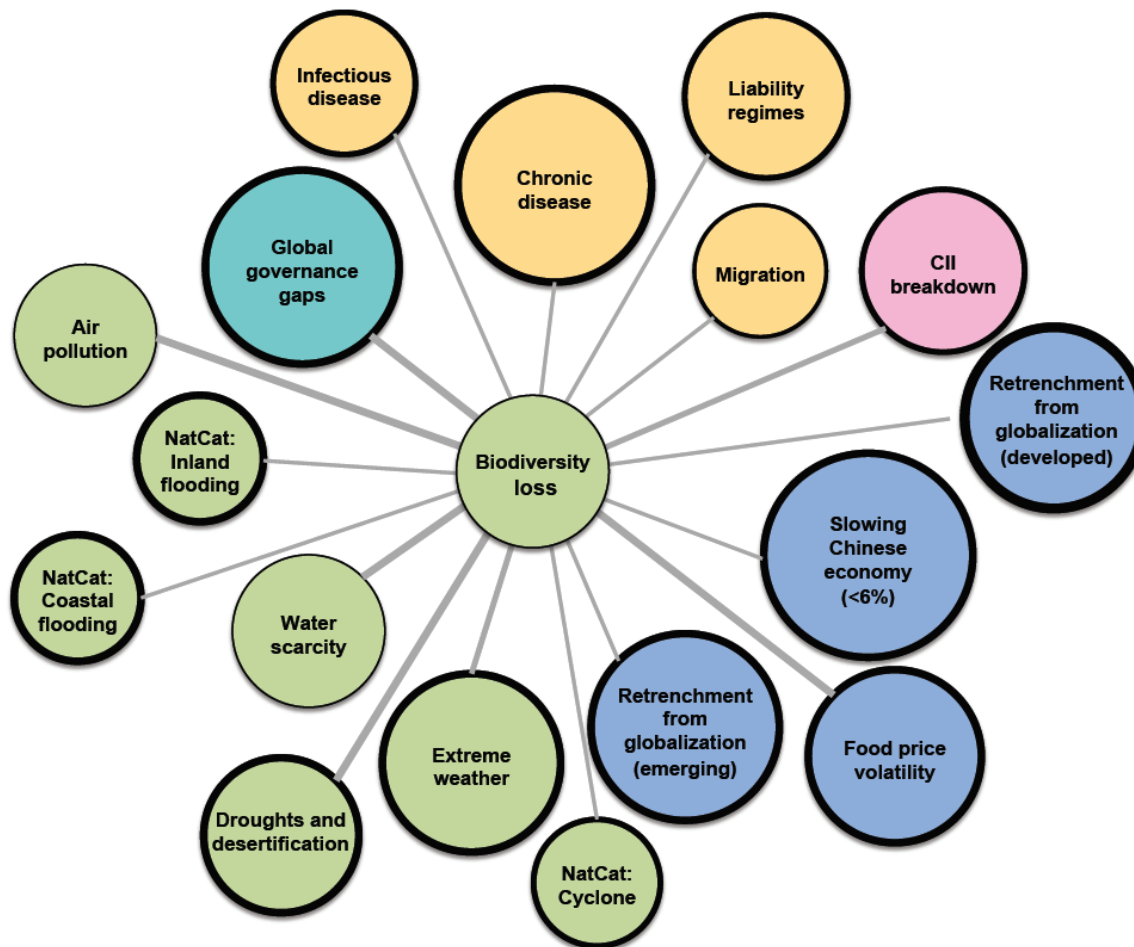 Infectious
disease
Liability
regimes
Chronic
disease
Global
governance
gaps
Migration
CII
breakdown
Air
pollution
Retrenchment
from
globalization
(developed)
NatCat:
Inland
flooding
Biodiversity
loss
Slowing
Chinese
economy
(<6%)
NatCat:
Coastal
flooding
Water
scarcity
Retrenchment
from
globalization
(emerging)
Food price
volatility
Extreme
weather
Droughts and
desertification
NatCat:
Cyclone